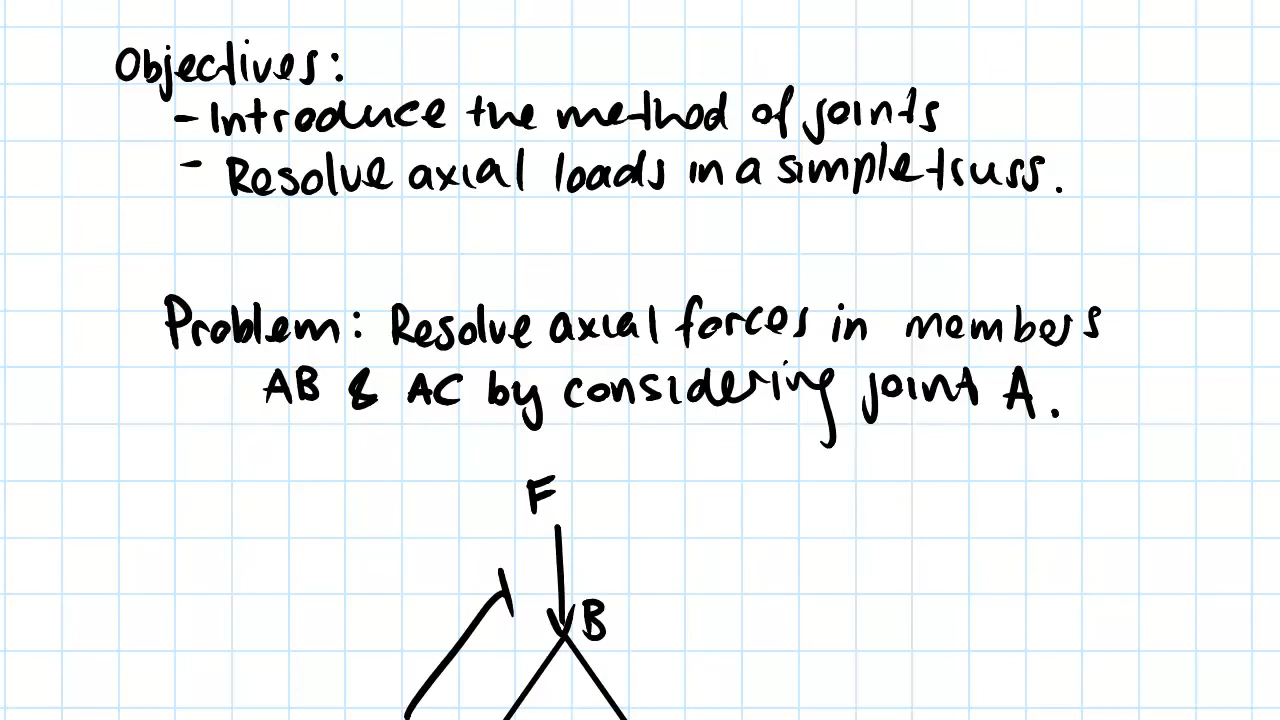 Objectives:
- Introduce the method of joints
- Resolve axial loads in a simple truss.
Problem: Resolve axial forces in members
AB & AC by considering joint A.
F
B